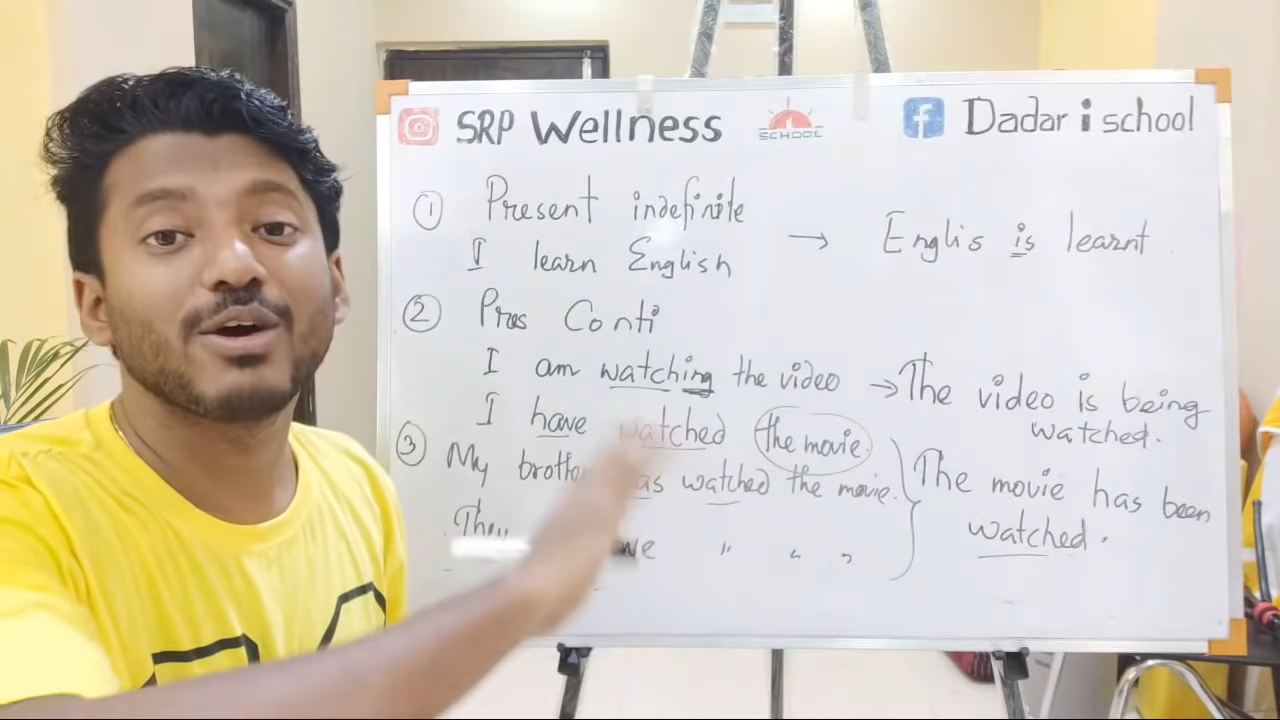 SRP Wellness
SCHOOL
Dadar i school
① Present indefinite
I learn English
→ Englis is learnt
② Pres Conti
I am watching the video
→ The video is being
watched.
I have watched the movie.
③ My brother has watched the movie.
The movie has been
watched.
They " " "